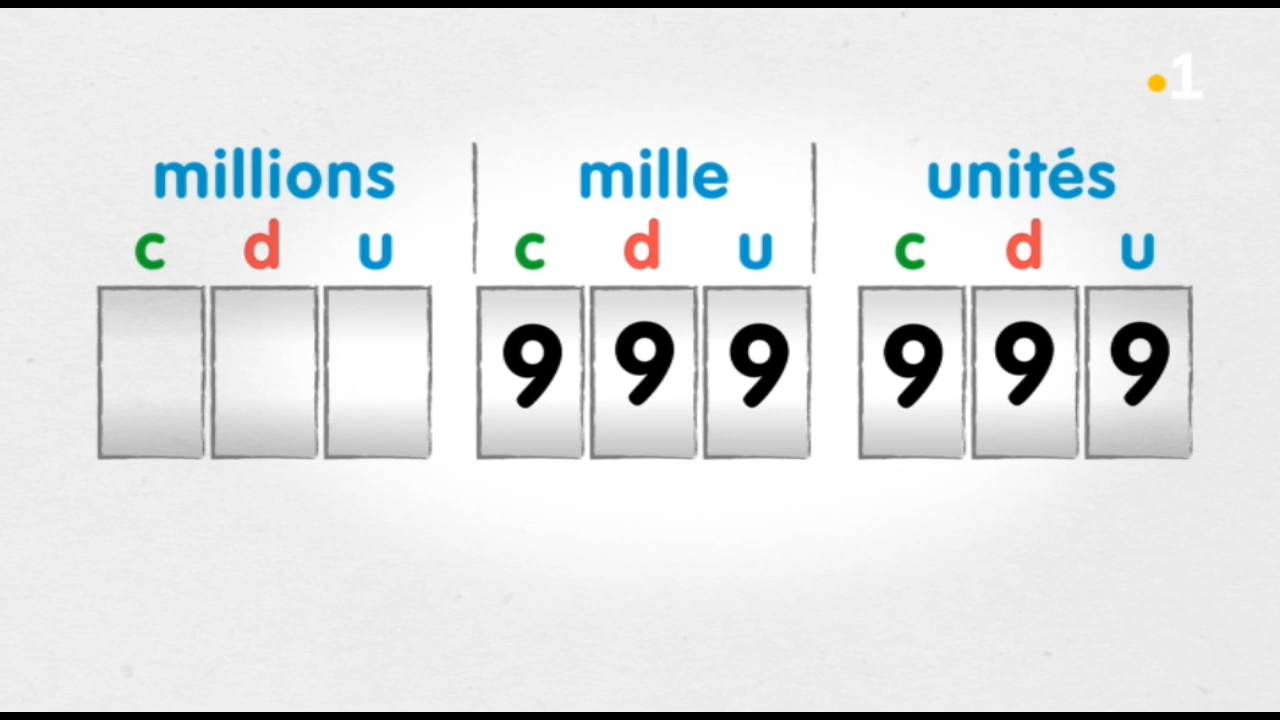 1
millions mille unités
c d u c d u c d u
9 9 9 9 9 9